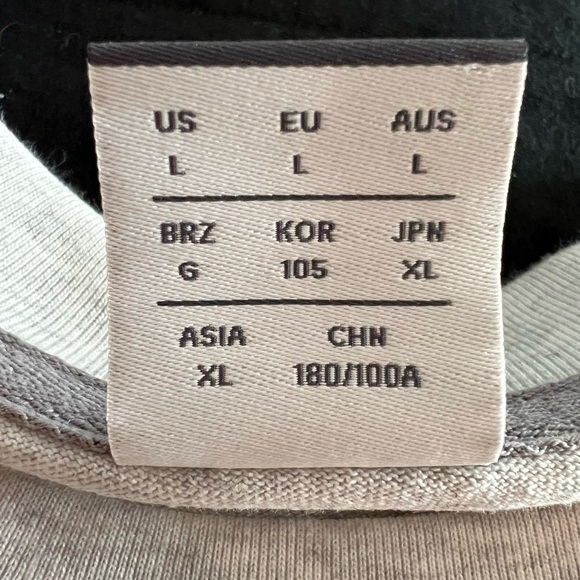 US EU AUS
L L L
BRZ KOR JPN
G 105 XL
ASIA CHN
XL 180/100A